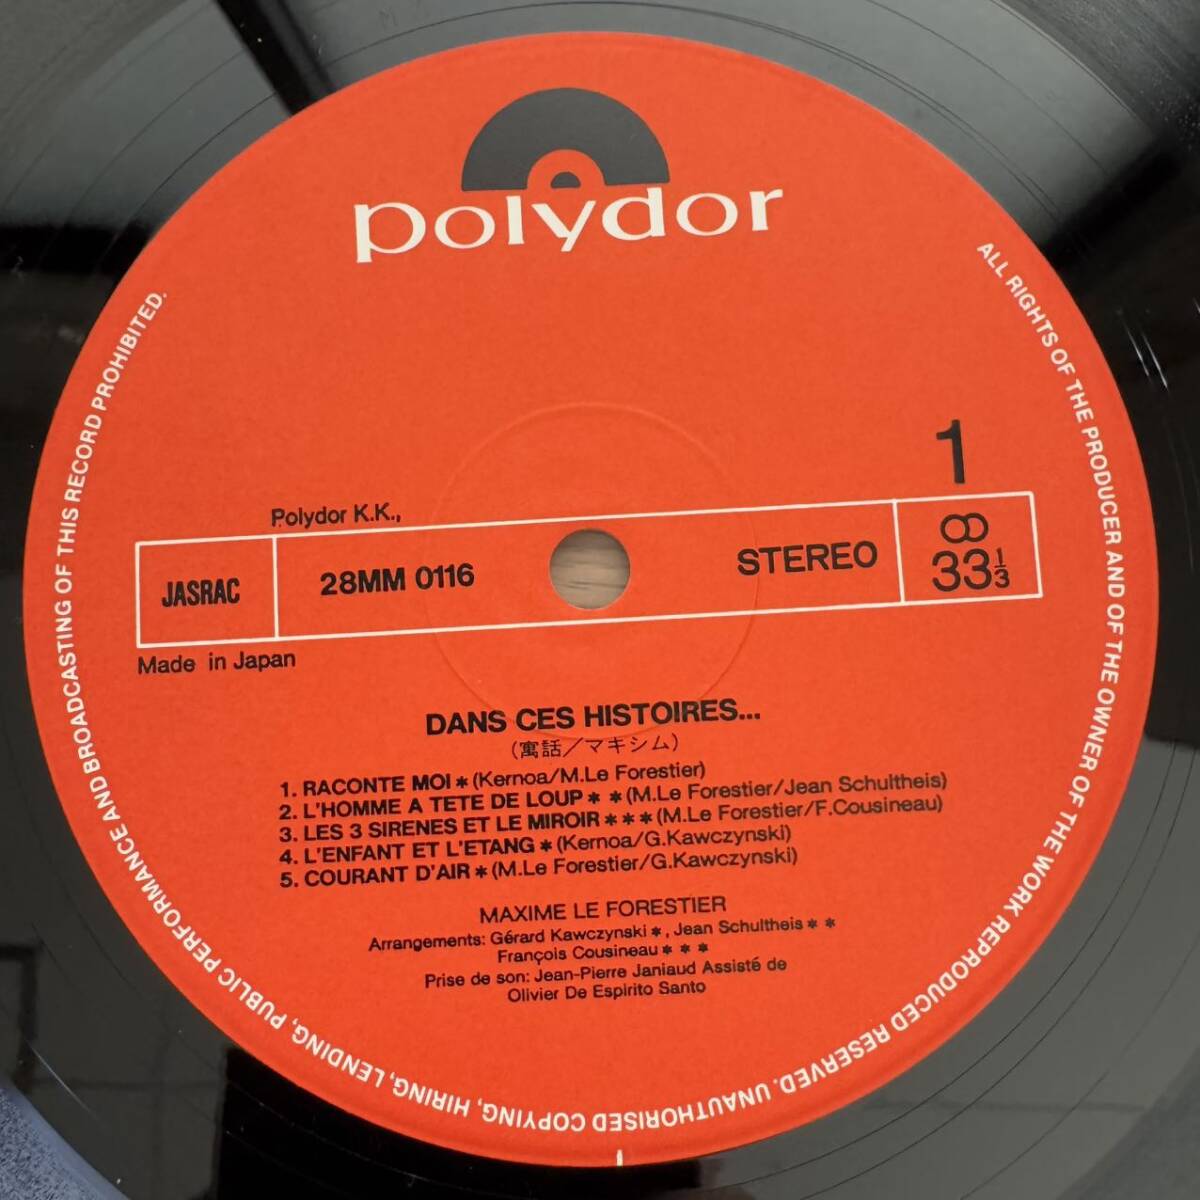 polydor
1
Polydor K.K.,
JASRAC
28MM 0116
STEREO
33 1/3
Made in Japan
DANS CES HISTOIRES...
(寓話/マキシム)
1. RACONTE MOI * (Kernoa/M.Le Forestier)
2. L'HOMME A TETE DE LOUP * * (M.Le Forestier/Jean Schultheis)
3. LES 3 SIRENES ET LE MIROIR * * * (M.Le Forestier/F.Cousineau)
4. L'ENFANT ET L'ETANG * (Kernoa/G.Kawczynski)
5. COURANT D'AIR * (M.Le Forestier/G.Kawczynski)
MAXIME LE FORESTIER
Arrangements: Gérard Kawczynski *, Jean Schultheis * *
François Cousineau * * *
Prise de son: Jean-Pierre Janiaud Assisté de
Olivier De Espirito Santo
ALL RIGHTS OF THE PRODUCER AND OF THE OWNER OF THE WORK REPRODUCED RESERVED. UNAUTHORISED COPYING, HIRING, LENDING, PUBLIC PERFORMANCE AND BROADCASTING OF THIS RECORD PROHIBITED.